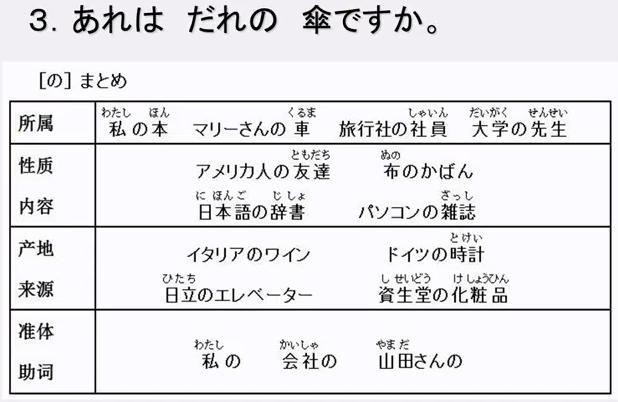 3．あれは　だれの　傘ですか。
［の］まとめ
わたし　ほん　くるま　しゃいん　だいがく　せんせい
所属　私の本　マリーさんの車　旅行社の社員　大学の先生
ともだち　ぬの
性质　アメリカ人の友達　布のかばん
に ほんご　じしょ　ざっし
内容　日本語の辞書　パソコンの雑誌
とけい
产地　イタリアのワイン　ドイツの時計
ひたち　しせいどう　けしょうひん
来源　日立のエレベーター　資生堂の化粧品
准体
わたし　かいしゃ　やまだ
私の　会社の　山田さんの
助词